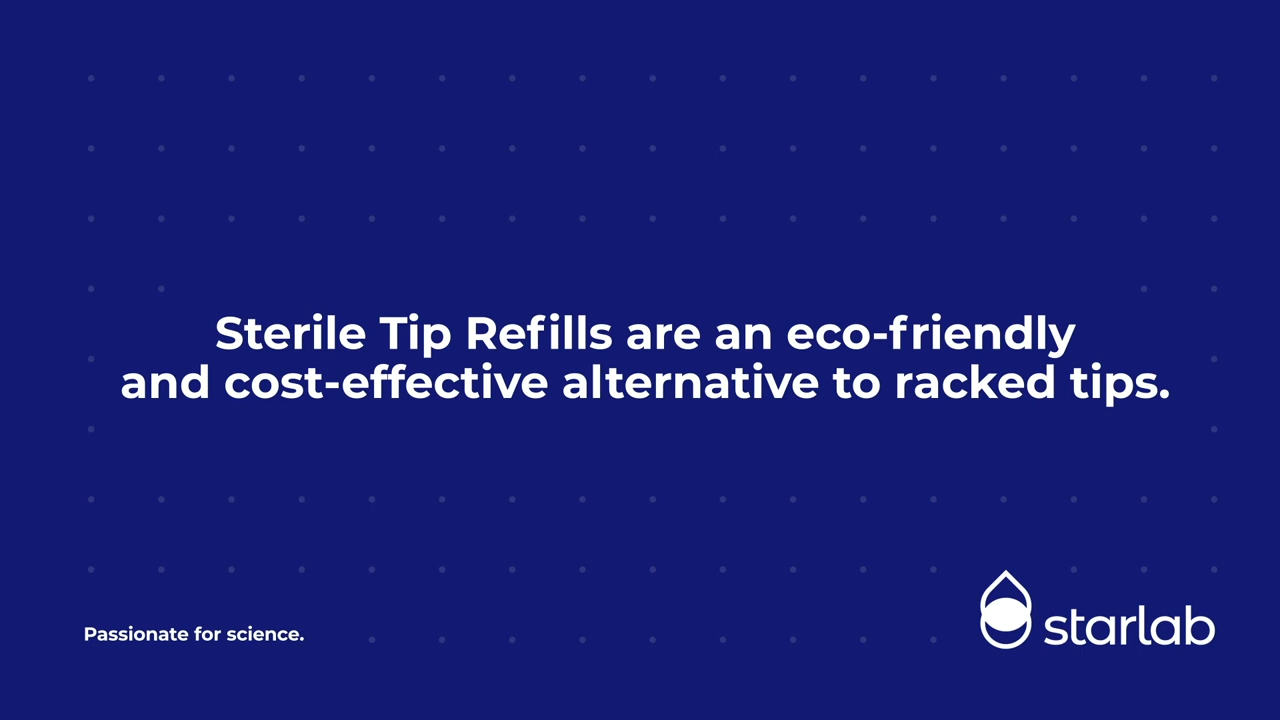 Sterile Tip Refills are an eco-friendly
and cost-effective alternative to racked tips.
Passionate for science.
starlab